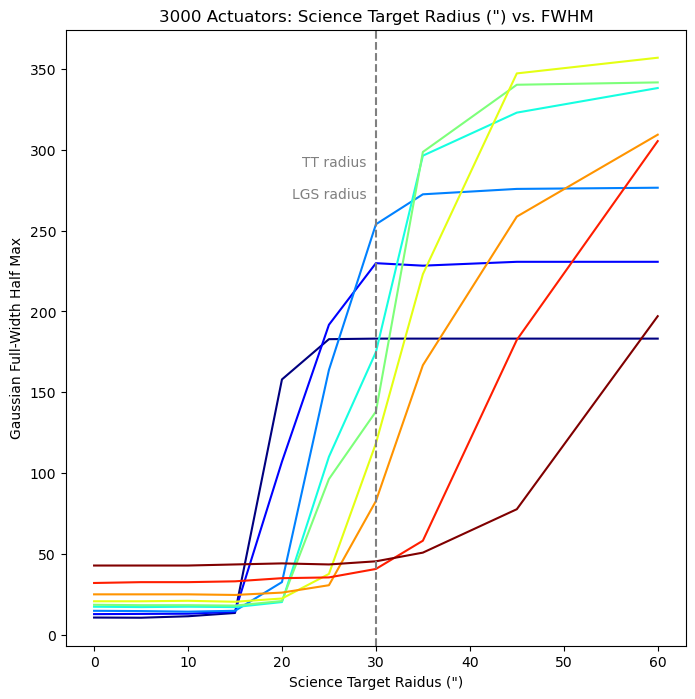 3000 Actuators: Science Target Radius (") vs. FWHM
350
300
250
200
150
100
50
0
Gaussian Full-Width Half Max
TT radius
LGS radius
0 10 20 30 40 50 60
Science Target Raidus (")